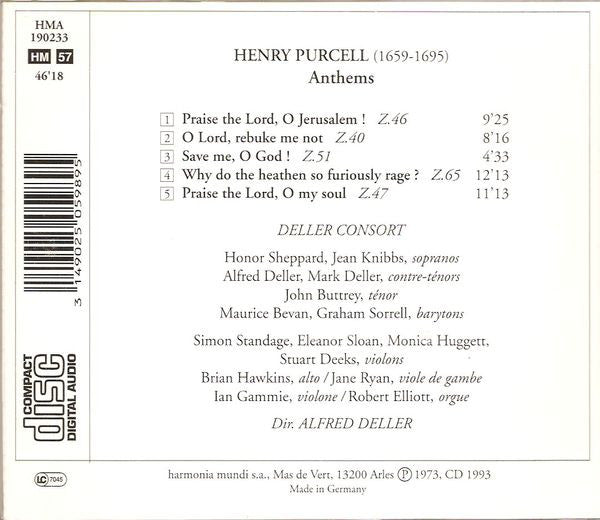 HMA
190233
HM 57
46'18
HENRY PURCELL (1659-1695)
Anthems
1 Praise the Lord, O Jerusalem ! Z.46 9'25
2 O Lord, rebuke me not Z.40 8'16
3 Save me, O God ! Z.51 4'33
4 Why do the heathen so furiously rage ? Z.65 12'13
5 Praise the Lord, O my soul Z.47 11'13
DELLER CONSORT
Honor Sheppard, Jean Knibbs, sopranos
Alfred Deller, Mark Deller, contre-ténors
John Buttrey, ténor
Maurice Bevan, Graham Sorrell, barytons
Simon Standage, Eleanor Sloan, Monica Huggett,
Stuart Deeks, violons
Brian Hawkins, alto / Jane Ryan, viole de gambe
Ian Gammie, violone / Robert Elliott, orgue
Dir. ALFRED DELLER
3 149025 059895
COMPACT
disc
DIGITAL AUDIO
LC 7045
harmonia mundi s.a., Mas de Vert, 13200 Arles Ⓟ 1973, CD 1993
Made in Germany